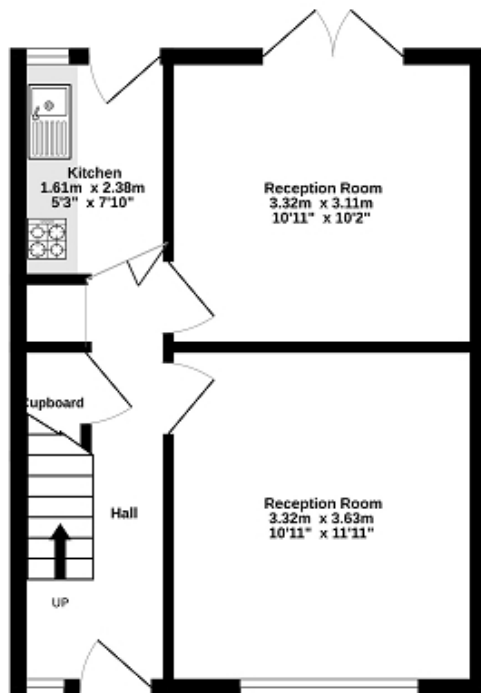 Kitchen
1.61m x 2.38m
5'3" x 7'10"
Reception Room
3.32m x 3.11m
10'11" x 10'2"
Cupboard
Reception Room
3.32m x 3.63m
10'11" x 11'11"
Hall
UP